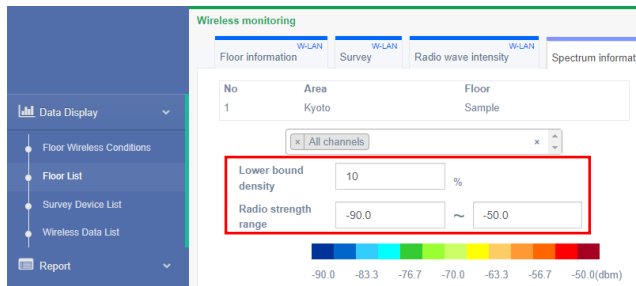 Wireless monitoring
W-LAN W-LAN W-LAN
Floor information Survey Radio wave intensity Spectrum informat
No Area Floor
1 Kyoto Sample
Data Display
Floor Wireless Conditions
Floor List
Survey Device List
Wireless Data List
Report
× All channels ×
Lower bound density 10 %
Radio strength range -90.0 ~ -50.0
-90.0 -83.3 -76.7 -70.0 -63.3 -56.7 -50.0(dbm)